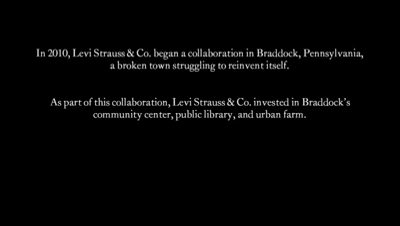 In 2010, Levi Strauss & Co. began a collaboration in Braddock, Pennsylvania,
a broken town struggling to reinvent itself.
As part of this collaboration, Levi Strauss & Co. invested in Braddock's
community center, public library, and urban farm.